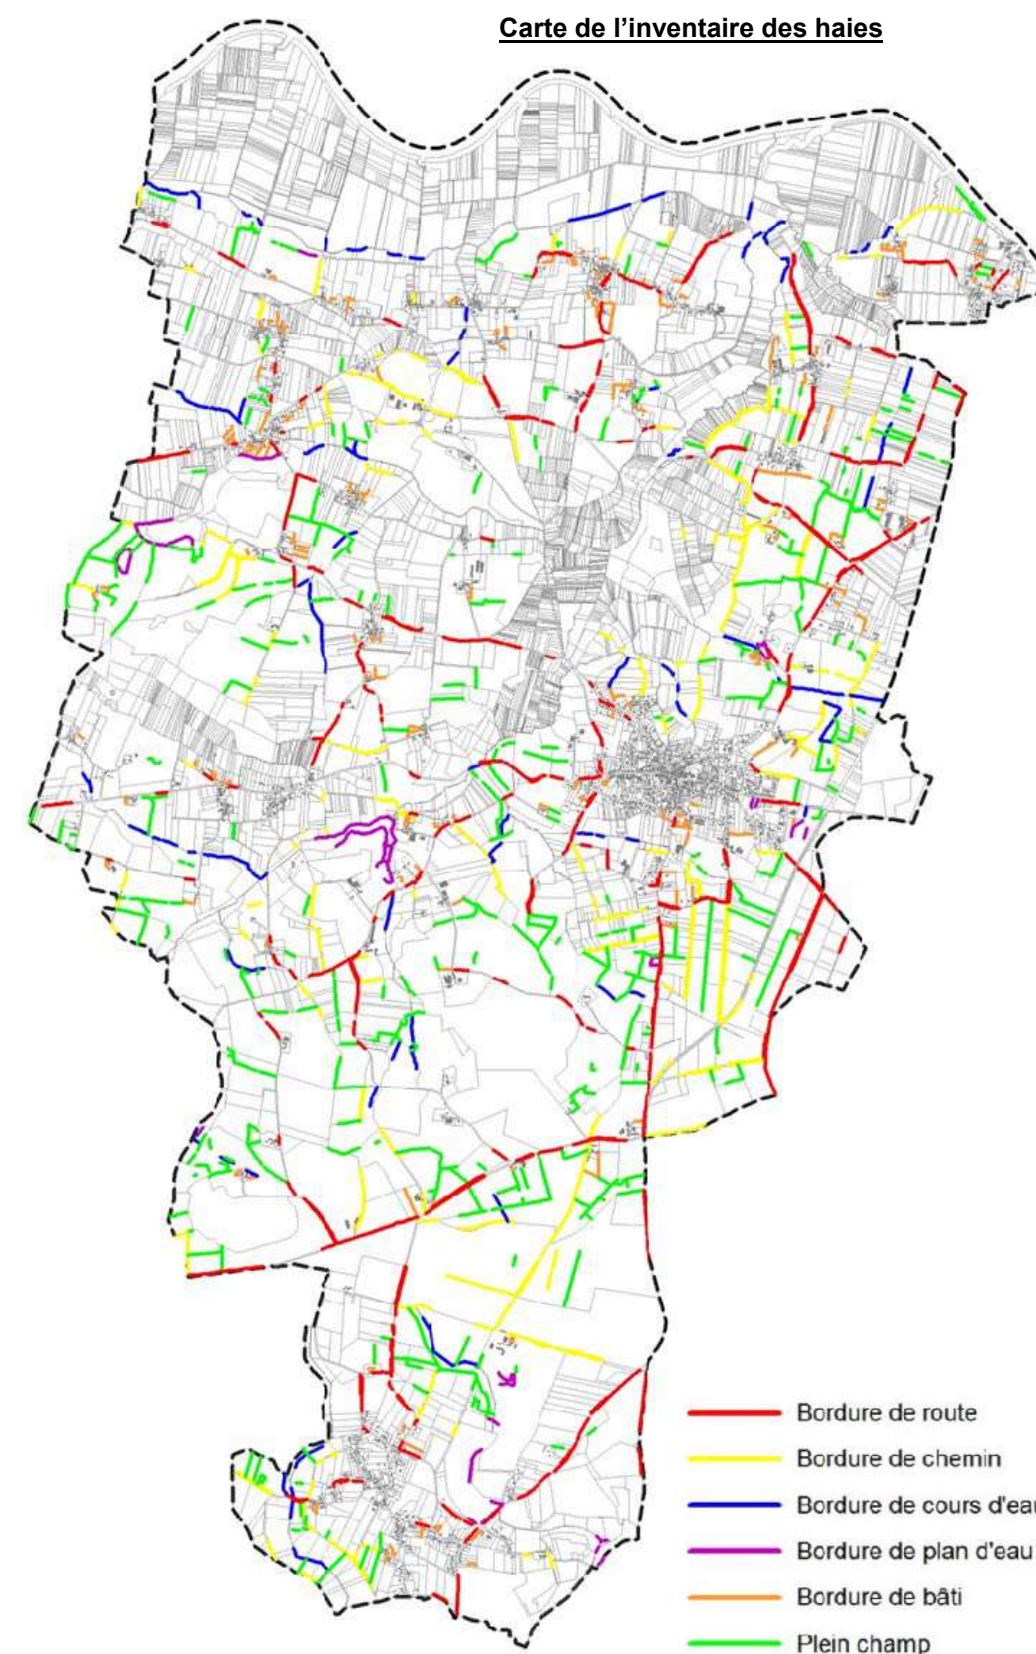 Carte de l’inventaire des haies
Bordure de route
Bordure de chemin
Bordure de cours d'eau
Bordure de plan d'eau
Bordure de bâti
Plein champ